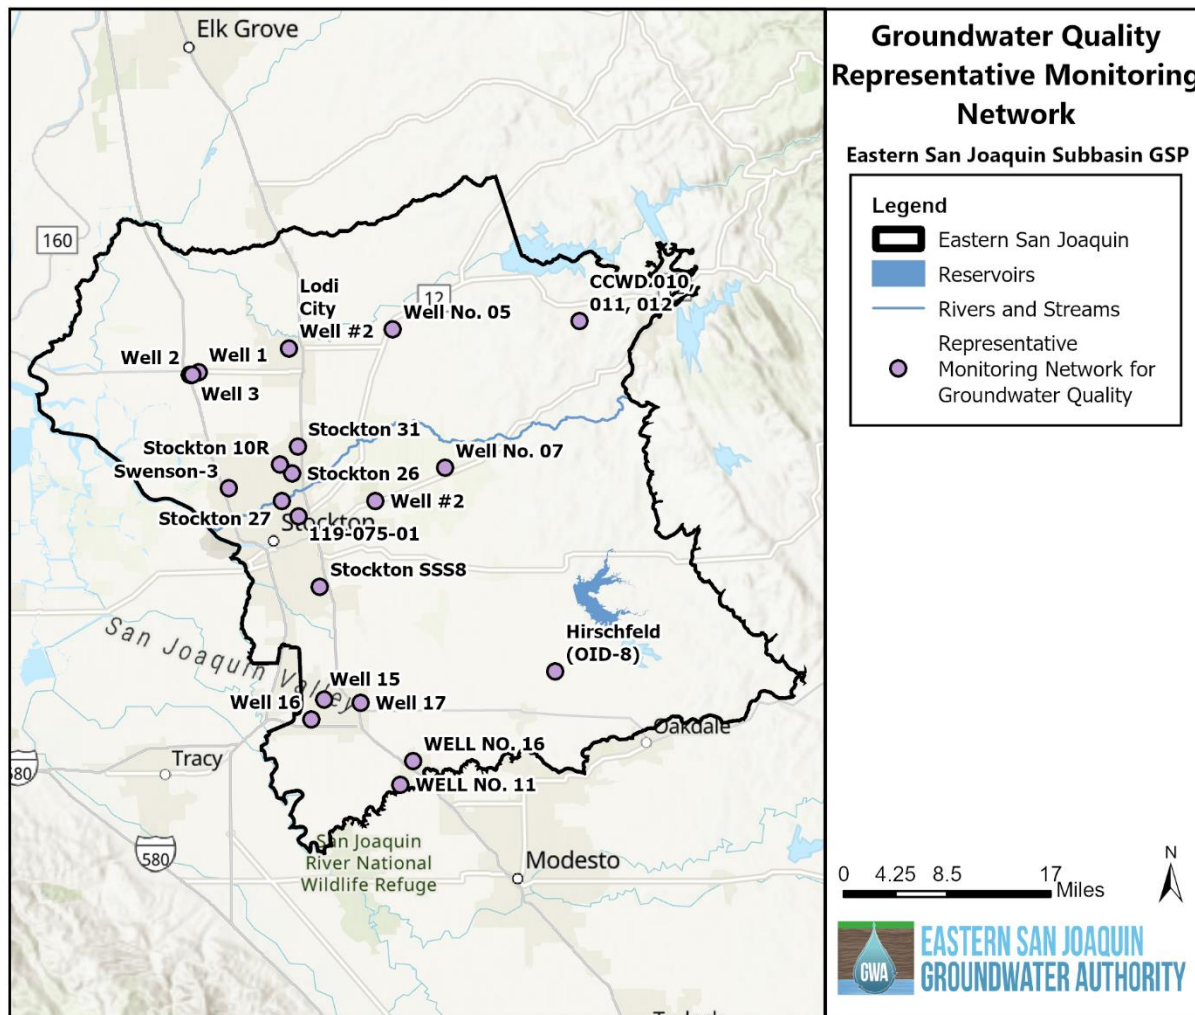 Elk Grove
160
Lodi
City
Well #2
12
Well No. 05
CCWD 010,
011, 012
Well 2
Well 1
Well 3
Stockton 31
Stockton 10R
Swenson-3
Stockton 26
Well No. 07
Well #2
Stockton 27
Stockton
119-075-01
Stockton SSS8
San Joaquin Valley
Hirschfeld
(OID-8)
Well 15
Well 16
Well 17
Oakdale
WELL NO. 16
Tracy
580
WELL NO. 11
580
San Joaquin
River National
Wildlife Refuge
Modesto
Groundwater Quality
Representative Monitoring
Network
Eastern San Joaquin Subbasin GSP
Legend
Eastern San Joaquin
Reservoirs
Rivers and Streams
Representative
Monitoring Network for
Groundwater Quality
0 4.25 8.5 17
Miles
N
GWA
EASTERN SAN JOAQUIN
GROUNDWATER AUTHORITY